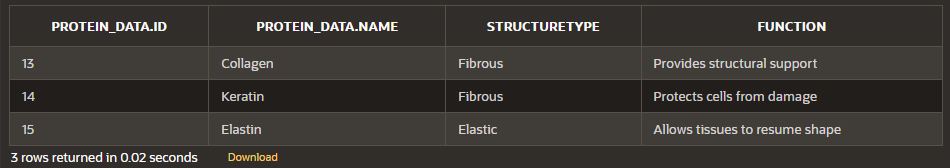 PROTEIN_DATA.ID PROTEIN_DATA.NAME STRUCTURETYPE FUNCTION
13 Collagen Fibrous Provides structural support
14 Keratin Fibrous Protects cells from damage
15 Elastin Elastic Allows tissues to resume shape
3 rows returned in 0.02 seconds Download